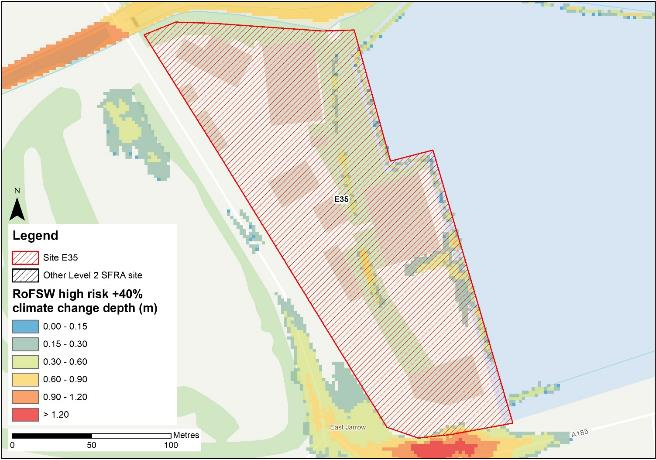 E35
N
Legend
Site E35
Other Level 2 SFRA site
RoFSW high risk +40%
climate change depth (m)
0.00 - 0.15
0.15 - 0.30
0.30 - 0.60
0.60 - 0.90
0.90 - 1.20
> 1.20
Metres
0 50 100
East Jarrow
A185